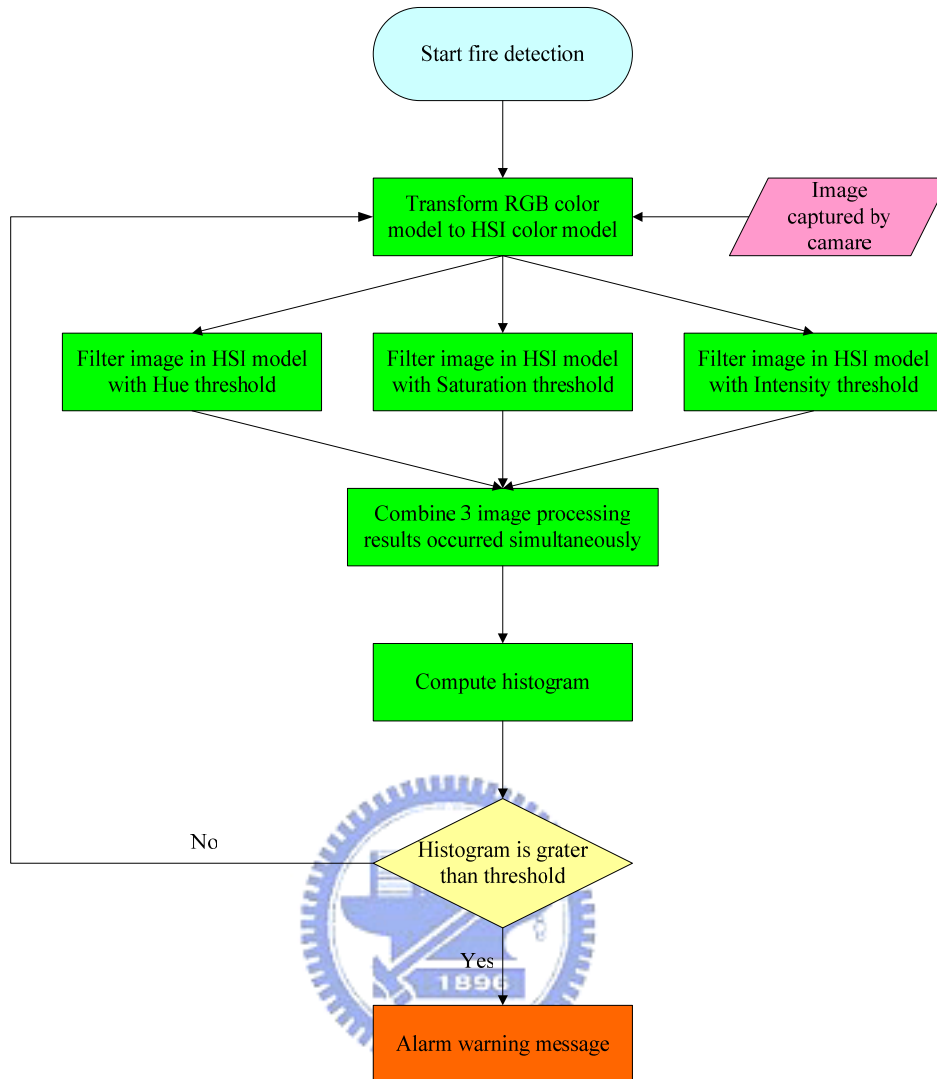 Start fire detection
Transform RGB color
model to HSI color model
Image
captured by
camare
Filter image in HSI model
with Hue threshold
Filter image in HSI model
with Saturation threshold
Filter image in HSI model
with Intensity threshold
Combine 3 image processing
results occurred simultaneously
Compute histogram
No
Histogram is grater
than threshold
Yes
1896
Alarm warning message